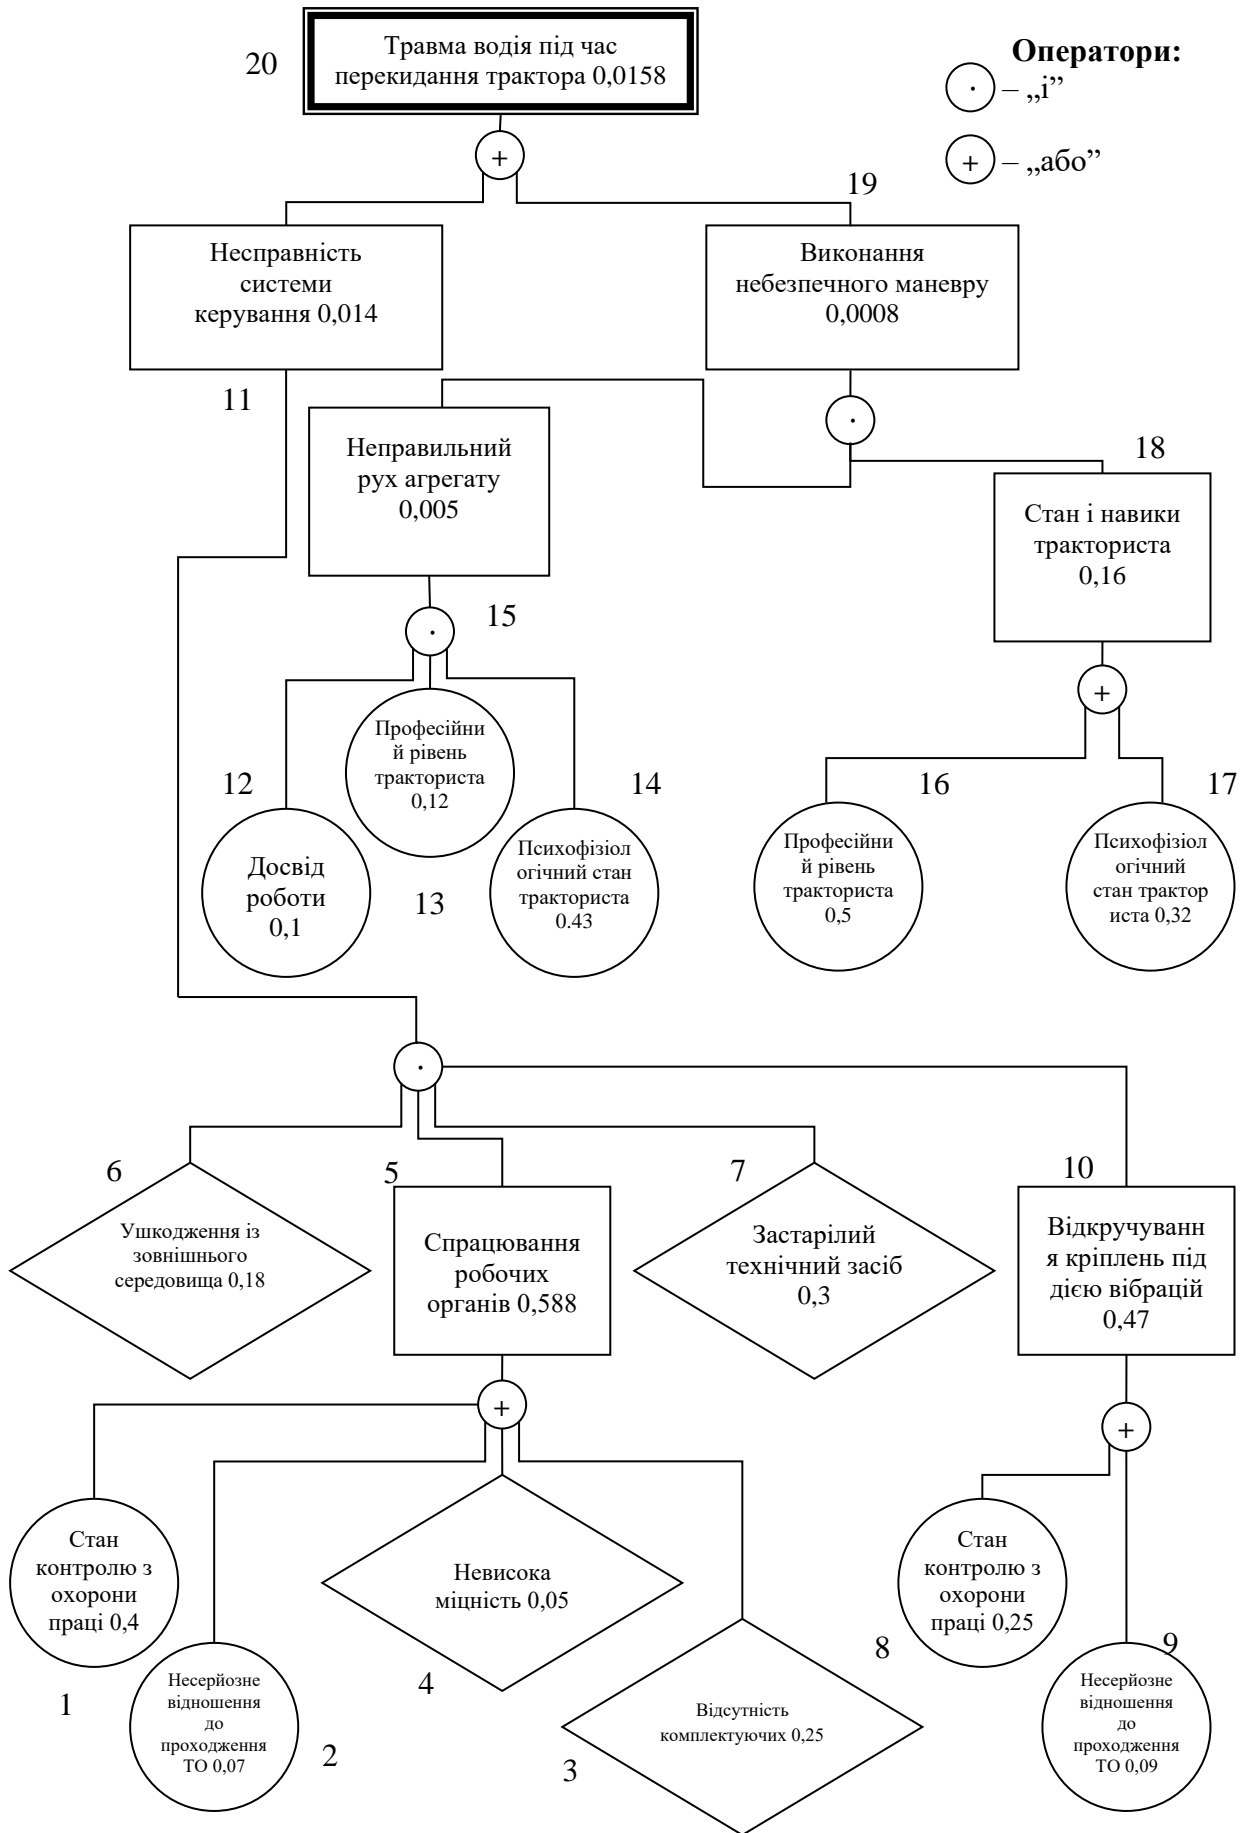 20
Травма водія під час
перекидання трактора 0,0158
Оператори:
· – „і”
+ – „або”
+
19
Несправність
системи
керування 0,014
Виконання
небезпечного маневру
0,0008
11
·
Неправильний
рух агрегату
0,005
18
Стан і навики
тракториста
0,16
15
·
+
12
Досвід
роботи
0,1
Професійни
й рівень
тракториста
0,12
13
14
Психофізіол
огічний стан
тракториста
0.43
16
Професійни
й рівень
тракториста
0,5
17
Психофізіол
огічний
стан трактор
иста 0,32
·
6
Ушкодження із
зовнішнього
середовища 0,18
5
Спрацювання
робочих
органів 0,588
7
Застарілий
технічний засіб
0,3
10
Відкручуванн
я кріплень під
дією вібрацій
0,47
+
+
Стан
контролю з
охорони
праці 0,4
1
Несерйозне
відношення
до
проходження
ТО 0,07
2
Невисока
міцність 0,05
4
Відсутність
комплектуючих 0,25
3
Стан
контролю з
охорони
праці 0,25
8
9
Несерйозне
відношення
до
проходження
ТО 0,09